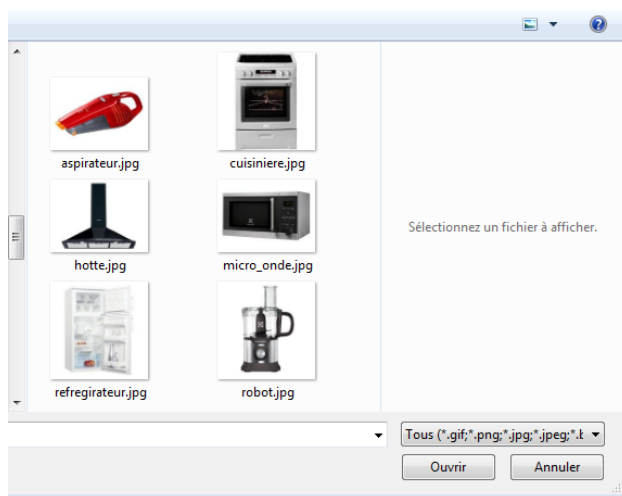 aspirateur.jpg
cuisiniere.jpg
hotte.jpg
micro_onde.jpg
Sélectionnez un fichier à afficher.
refregirateur.jpg
robot.jpg
Tous (*.gif;*.png;*.jpg;*.jpeg;*.b
Ouvrir
Annuler